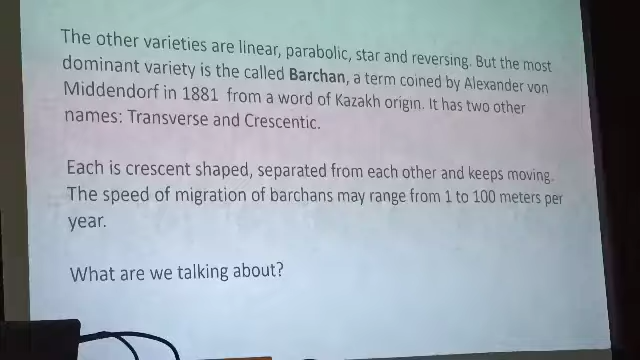 The other varieties are linear, parabolic, star and reversing. But the most
dominant variety is the called Barchan, a term coined by Alexander von
Middendorf in 1881 from a word of Kazakh origin. It has two other
names: Transverse and Crescentic.
Each is crescent shaped, separated from each other and keeps moving.
The speed of migration of barchans may range from 1 to 100 meters per
year.
What are we talking about?